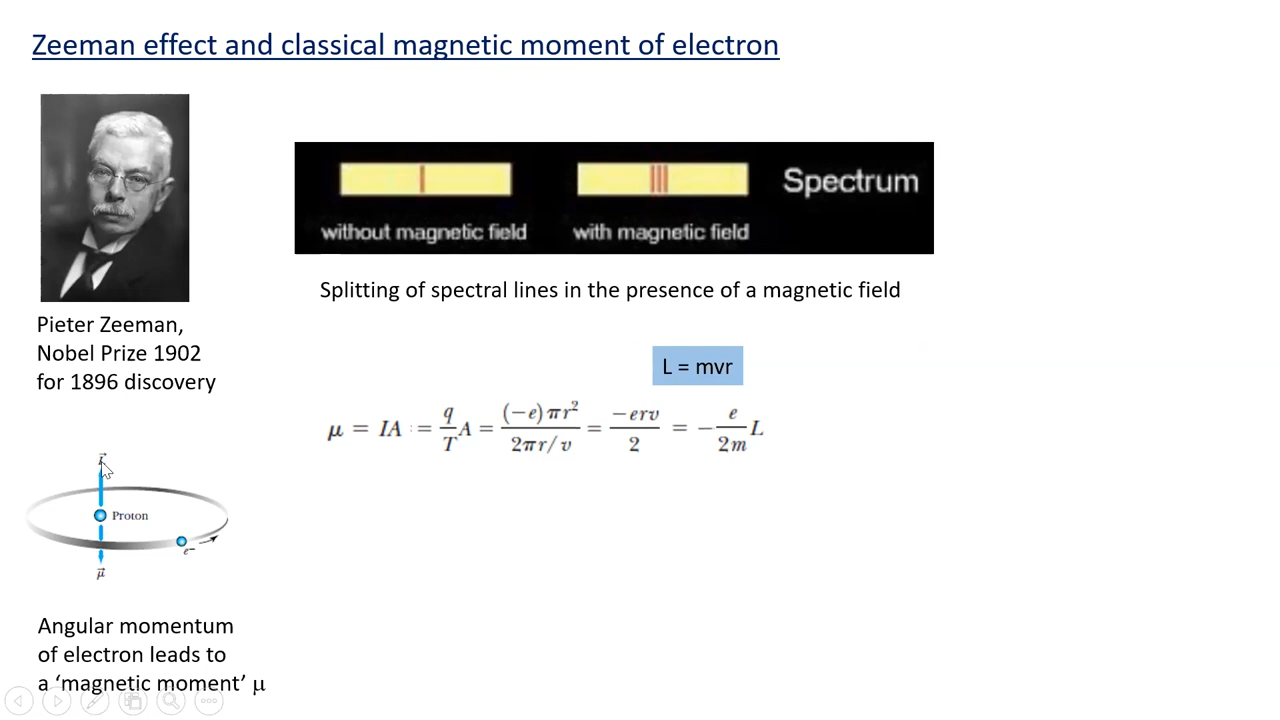 Zeeman effect and classical magnetic moment of electron
without magnetic field
with magnetic field
Spectrum
Splitting of spectral lines in the presence of a magnetic field
Pieter Zeeman,
Nobel Prize 1902
for 1896 discovery
L = mvr
μ = IA = q/T A = (−e)πr²/2πr/v = −erv/2 = −e/2m L
Proton
e⁻
μ⃗
Angular momentum
of electron leads to
a ‘magnetic moment’ μ